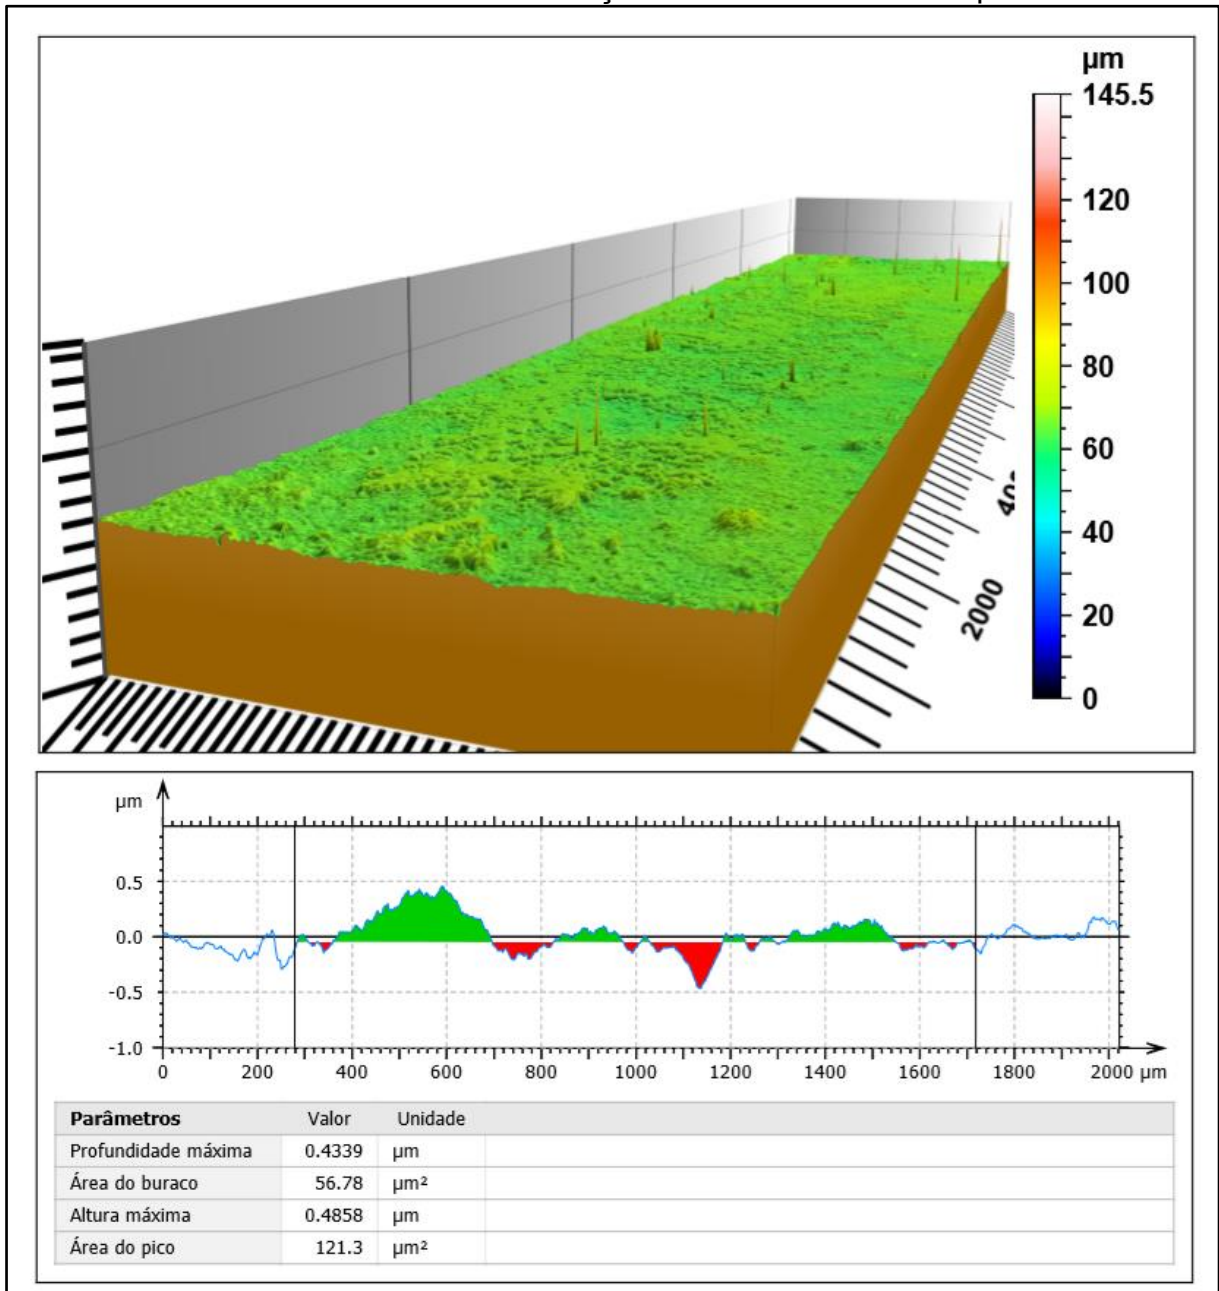 µm
145.5
120
100
80
60
40
20
0
2000
µm
0.5
0.0
-0.5
-1.0
0 200 400 600 800 1000 1200 1400 1600 1800 2000 µm
Parâmetros Valor Unidade
Profundidade máxima 0.4339 µm
Área do buraco 56.78 µm²
Altura máxima 0.4858 µm
Área do pico 121.3 µm²